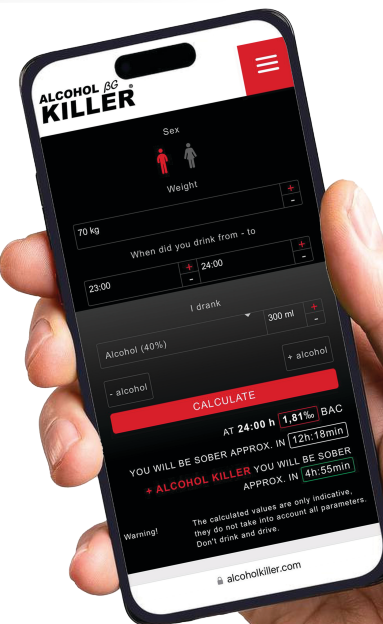 ALCOHOL βG
KILLER®
Sex
Weight
70 kg
+
-
When did you drink from - to
23:00
+
-
24:00
+
-
I drank
Alcohol (40%)
300 ml
+
-
- alcohol
+ alcohol
CALCULATE
AT 24:00 h 1,81‰ BAC
YOU WILL BE SOBER APPROX. IN 12h:18min
+ ALCOHOL KILLER YOU WILL BE SOBER
APPROX. IN 4h:55min
Warning!
The calculated values are only indicative,
they do not take into account all parameters.
Don't drink and drive.
alcoholkiller.com